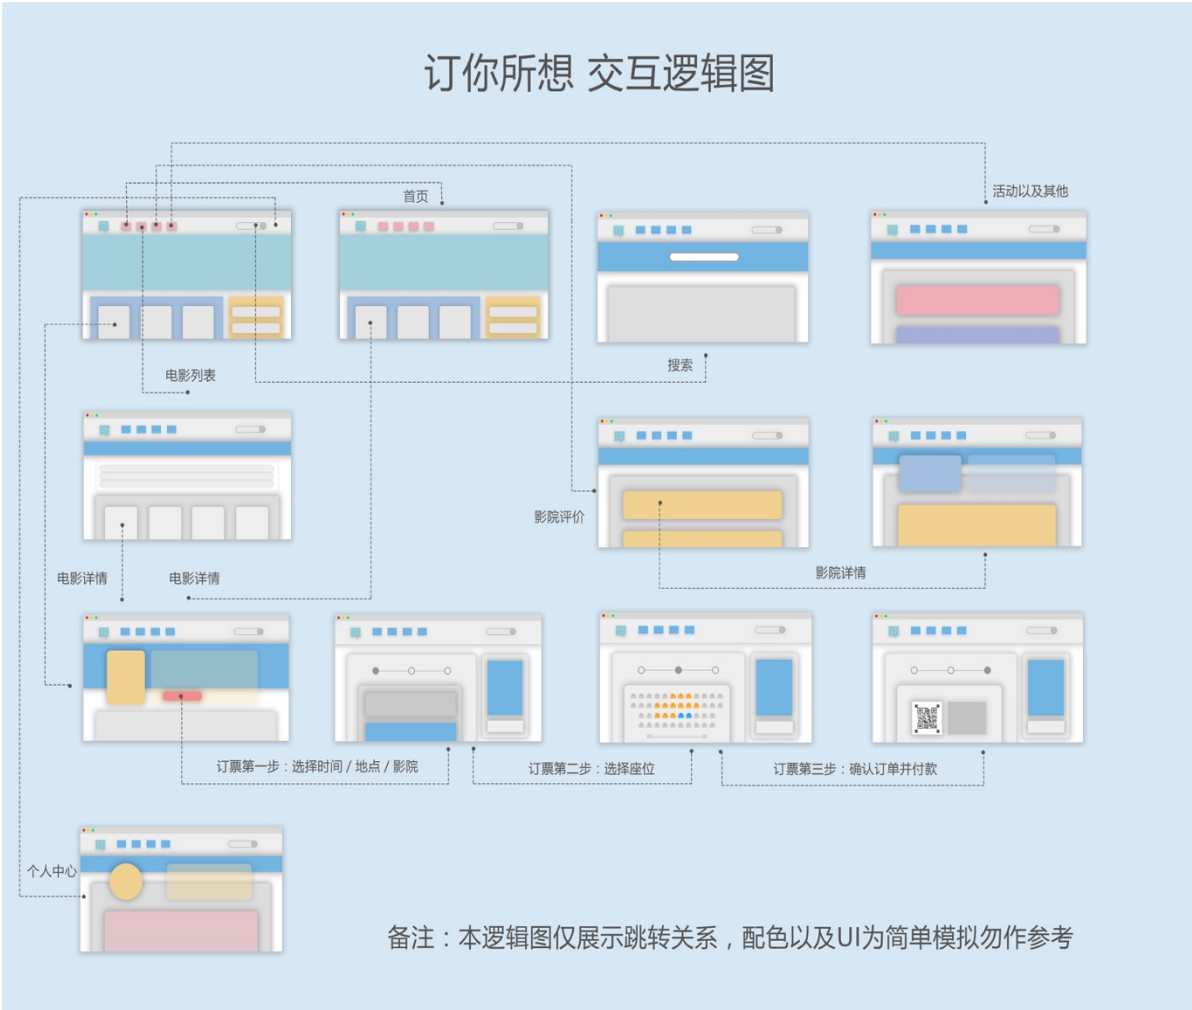 订你所想 交互逻辑图
首页
活动以及其他
电影列表
搜索
影院评价
电影详情
电影详情
影院详情
订票第一步：选择时间 / 地点 / 影院
订票第二步：选择座位
订票第三步：确认订单并付款
个人中心
备注：本逻辑图仅展示跳转关系，配色以及UI为简单模拟勿作参考